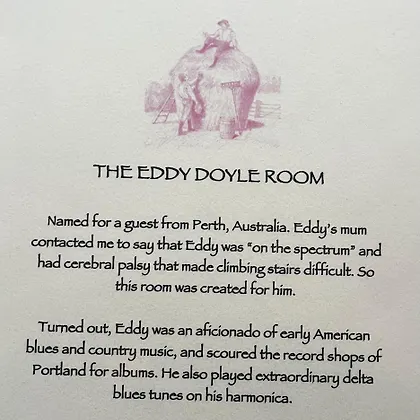 THE EDDY DOYLE ROOM
Named for a guest from Perth, Australia. Eddy's mum
contacted me to say that Eddy was "on the spectrum" and
had cerebral palsy that made climbing stairs difficult. So
this room was created for him.
Turned out, Eddy was an aficionado of early American
blues and country music, and scoured the record shops of
Portland for albums. He also played extraordinary delta
blues tunes on his harmonica.